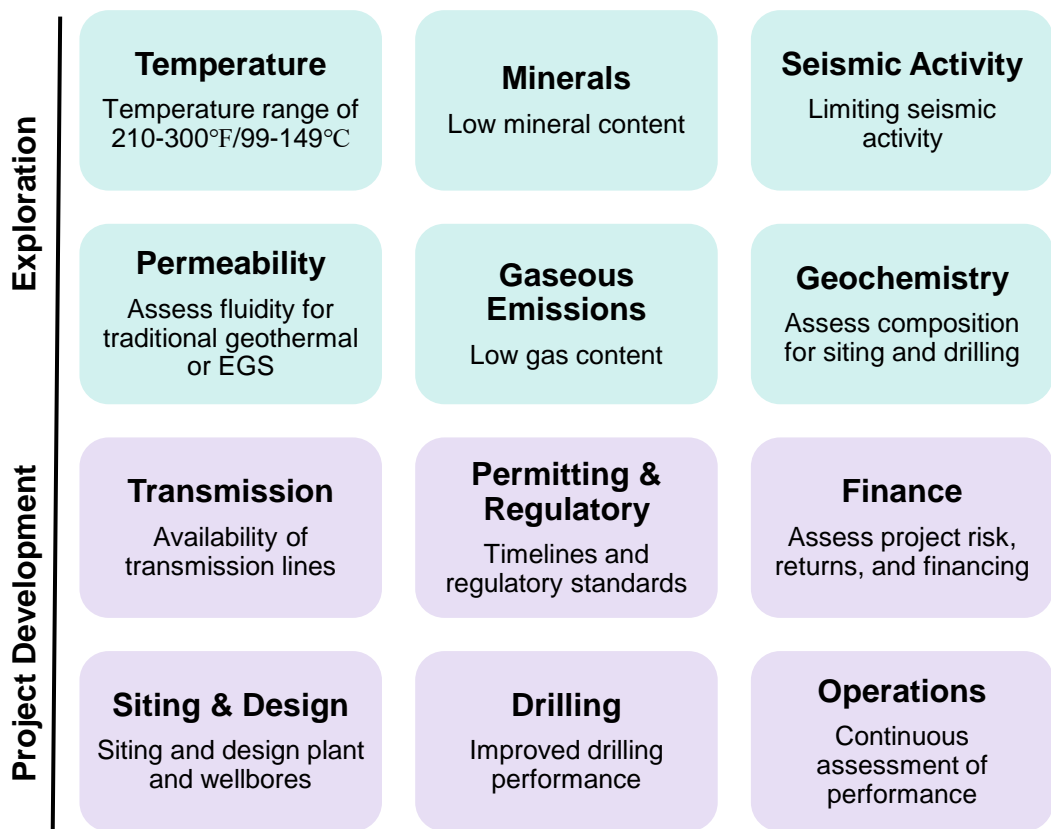 Exploration
Temperature
Temperature range of
210-300°F/99-149℃
Minerals
Low mineral content
Seismic Activity
Limiting seismic
activity
Permeability
Assess fluidity for
traditional geothermal
or EGS
Gaseous
Emissions
Low gas content
Geochemistry
Assess composition
for siting and drilling
Project Development
Transmission
Availability of
transmission lines
Permitting &
Regulatory
Timelines and
regulatory standards
Finance
Assess project risk,
returns, and financing
Siting & Design
Siting and design plant
and wellbores
Drilling
Improved drilling
performance
Operations
Continuous
assessment of
performance